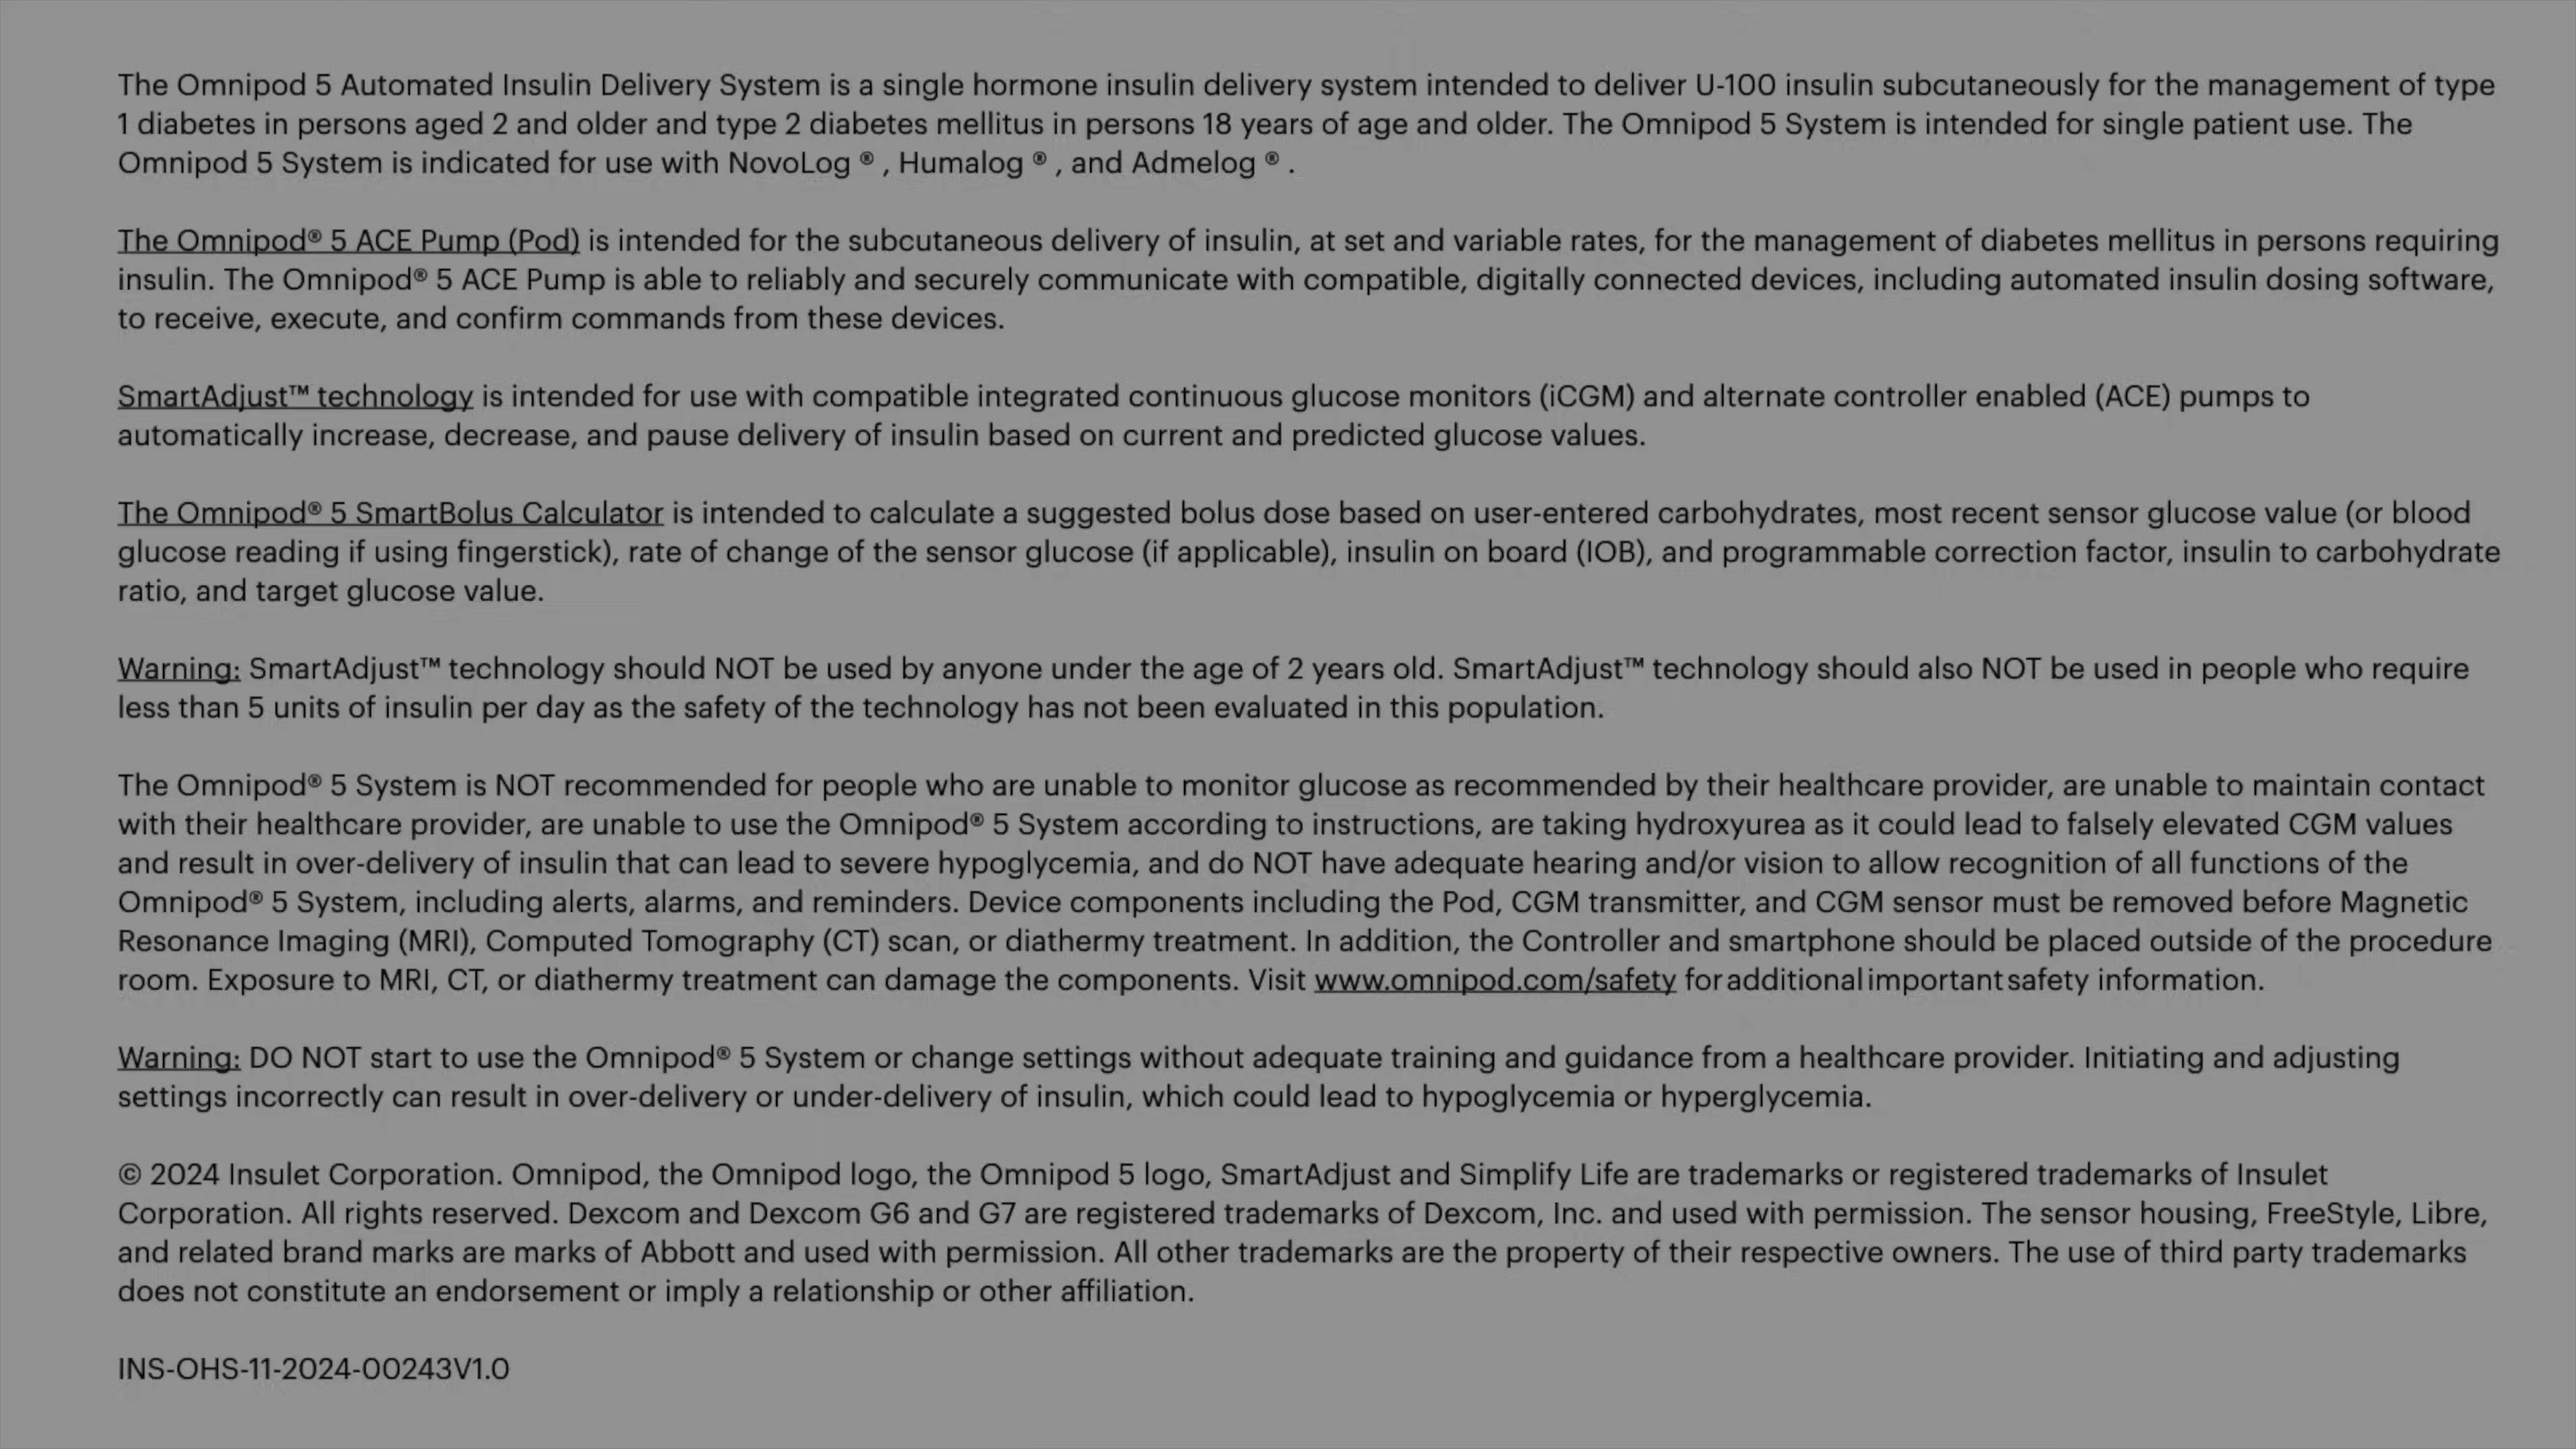 The Omnipod 5 Automated Insulin Delivery System is a single hormone insulin delivery system intended to deliver U-100 insulin subcutaneously for the management of type
1 diabetes in persons aged 2 and older and type 2 diabetes mellitus in persons 18 years of age and older. The Omnipod 5 System is intended for single patient use. The
Omnipod 5 System is indicated for use with NovoLog ® , Humalog ® , and Admelog ® .
The Omnipod® 5 ACE Pump (Pod) is intended for the subcutaneous delivery of insulin, at set and variable rates, for the management of diabetes mellitus in persons requiring
insulin. The Omnipod® 5 ACE Pump is able to reliably and securely communicate with compatible, digitally connected devices, including automated insulin dosing software,
to receive, execute, and confirm commands from these devices.
SmartAdjust™ technology is intended for use with compatible integrated continuous glucose monitors (iCGM) and alternate controller enabled (ACE) pumps to
automatically increase, decrease, and pause delivery of insulin based on current and predicted glucose values.
The Omnipod® 5 SmartBolus Calculator is intended to calculate a suggested bolus dose based on user-entered carbohydrates, most recent sensor glucose value (or blood
glucose reading if using fingerstick), rate of change of the sensor glucose (if applicable), insulin on board (IOB), and programmable correction factor, insulin to carbohydrate
ratio, and target glucose value.
Warning: SmartAdjust™ technology should NOT be used by anyone under the age of 2 years old. SmartAdjust™ technology should also NOT be used in people who require
less than 5 units of insulin per day as the safety of the technology has not been evaluated in this population.
The Omnipod® 5 System is NOT recommended for people who are unable to monitor glucose as recommended by their healthcare provider, are unable to maintain contact
with their healthcare provider, are unable to use the Omnipod® 5 System according to instructions, are taking hydroxyurea as it could lead to falsely elevated CGM values
and result in over-delivery of insulin that can lead to severe hypoglycemia, and do NOT have adequate hearing and/or vision to allow recognition of all functions of the
Omnipod® 5 System, including alerts, alarms, and reminders. Device components including the Pod, CGM transmitter, and CGM sensor must be removed before Magnetic
Resonance Imaging (MRI), Computed Tomography (CT) scan, or diathermy treatment. In addition, the Controller and smartphone should be placed outside of the procedure
room. Exposure to MRI, CT, or diathermy treatment can damage the components. Visit www.omnipod.com/safety for additional important safety information.
Warning: DO NOT start to use the Omnipod® 5 System or change settings without adequate training and guidance from a healthcare provider. Initiating and adjusting
settings incorrectly can result in over-delivery or under-delivery of insulin, which could lead to hypoglycemia or hyperglycemia.
© 2024 Insulet Corporation. Omnipod, the Omnipod logo, the Omnipod 5 logo, SmartAdjust and Simplify Life are trademarks or registered trademarks of Insulet
Corporation. All rights reserved. Dexcom and Dexcom G6 and G7 are registered trademarks of Dexcom, Inc. and used with permission. The sensor housing, FreeStyle, Libre,
and related brand marks are marks of Abbott and used with permission. All other trademarks are the property of their respective owners. The use of third party trademarks
does not constitute an endorsement or imply a relationship or other affiliation.
INS-OHS-11-2024-00243V1.0